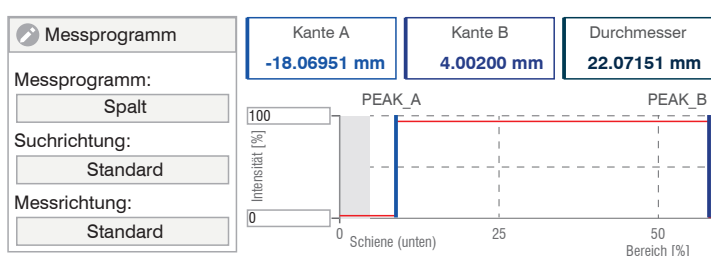 Messprogramm
Messprogramm:
Spalt
Suchrichtung:
Standard
Messrichtung:
Standard
Kante A
-18.06951 mm
Kante B
4.00200 mm
Durchmesser
22.07151 mm
PEAK_A
PEAK_B
100
Intensität [%]
0
0
25
50
Schiene (unten)
Bereich [%]